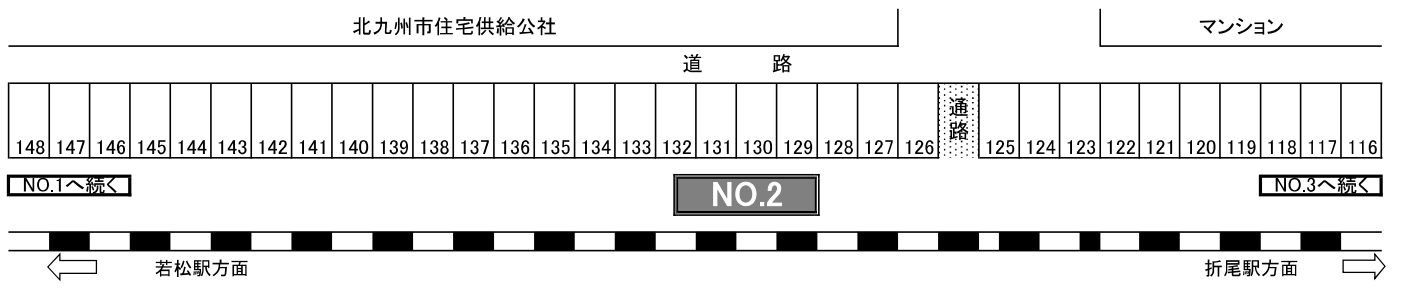 北九州市住宅供給公社 マンション
道 路
148 147 146 145 144 143 142 141 140 139 138 137 136 135 134 133 132 131 130 129 128 127 126 通路 125 124 123 122 121 120 119 118 117 116
NO.1へ続く NO.2 NO.3へ続く
若松駅方面 折尾駅方面